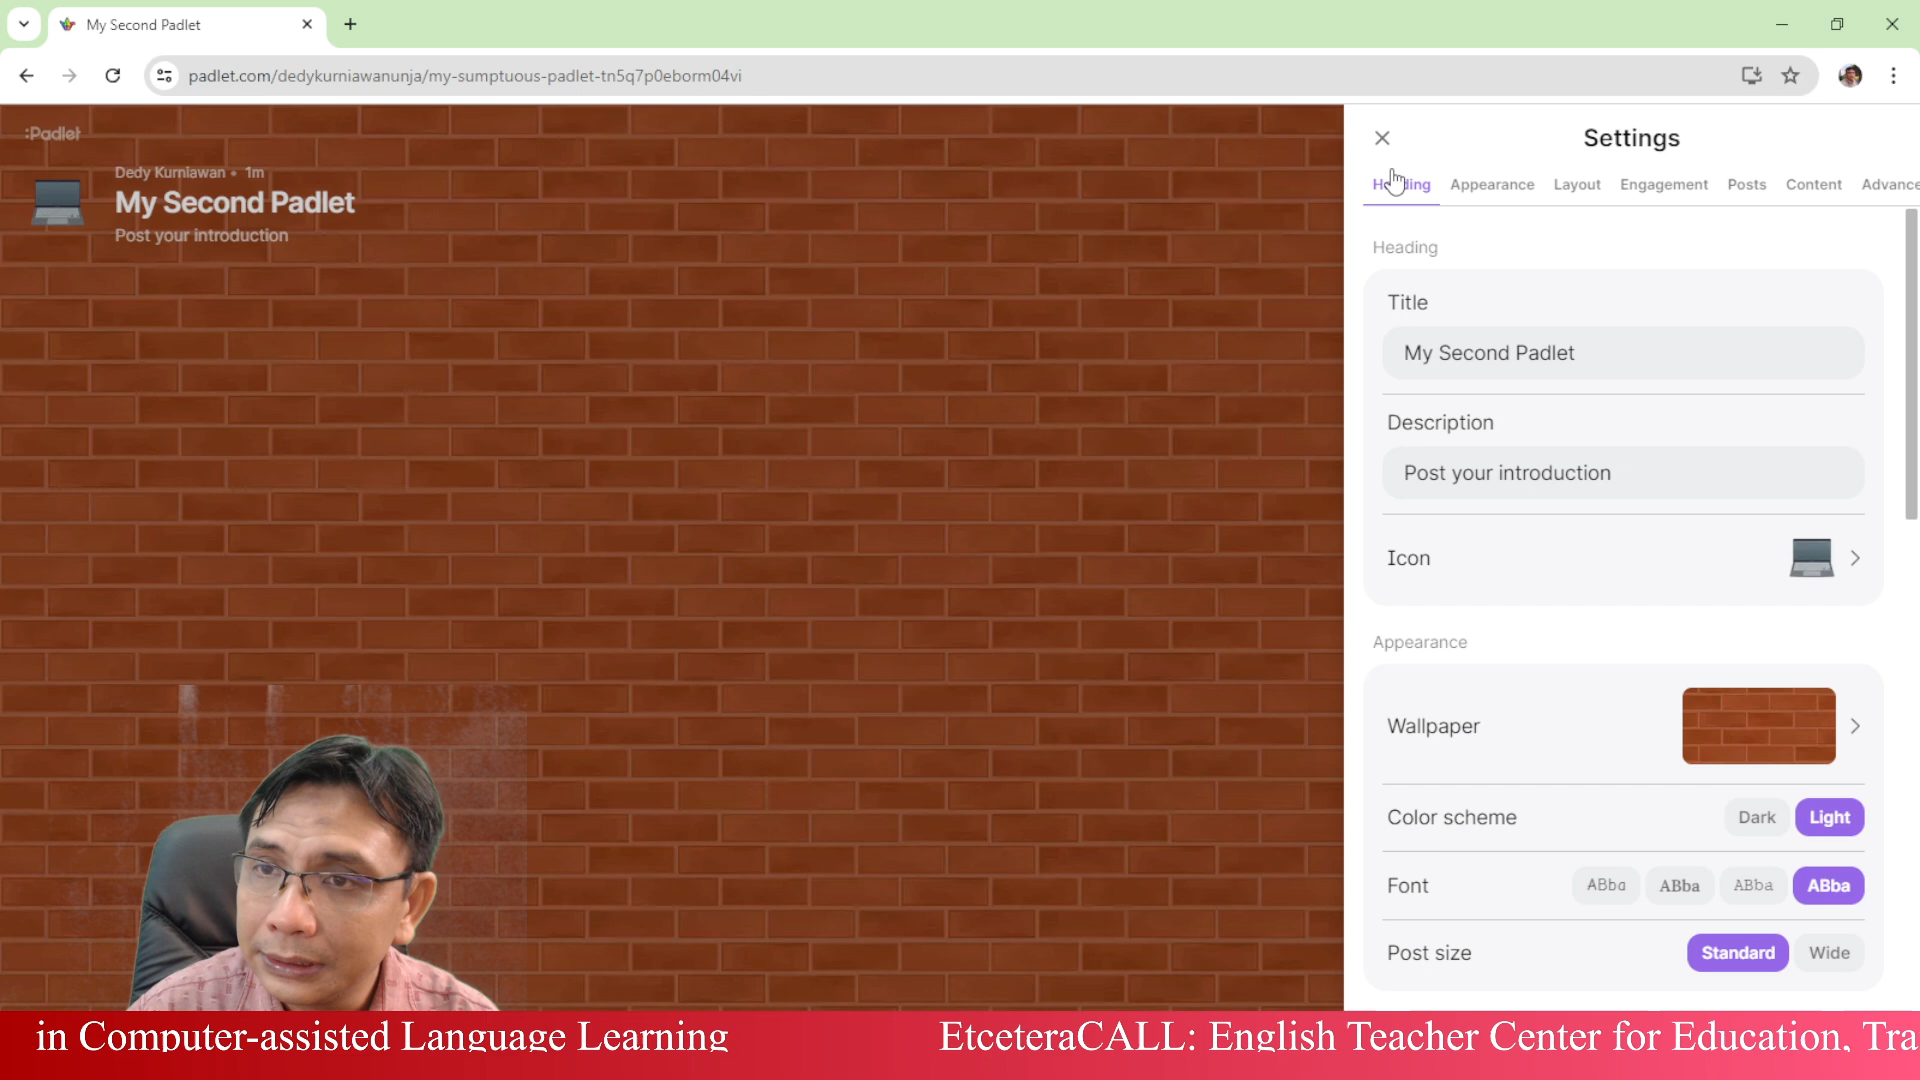 My Second Padlet
padlet.com/dedykurniawanunja/my-sumptuous-padlet-tn5q7p0eborm04vi
:Padlet
Dedy Kurniawan • 1m
My Second Padlet
Post your introduction
Settings
Heading Appearance Layout Engagement Posts Content Advance
Heading
Title
My Second Padlet
Description
Post your introduction
Icon
Appearance
Wallpaper
Color scheme Dark Light
Font ABba ABba ABba ABba
Post size Standard Wide
in Computer-assisted Language Learning EtceteraCALL: English Teacher Center for Education, Tra